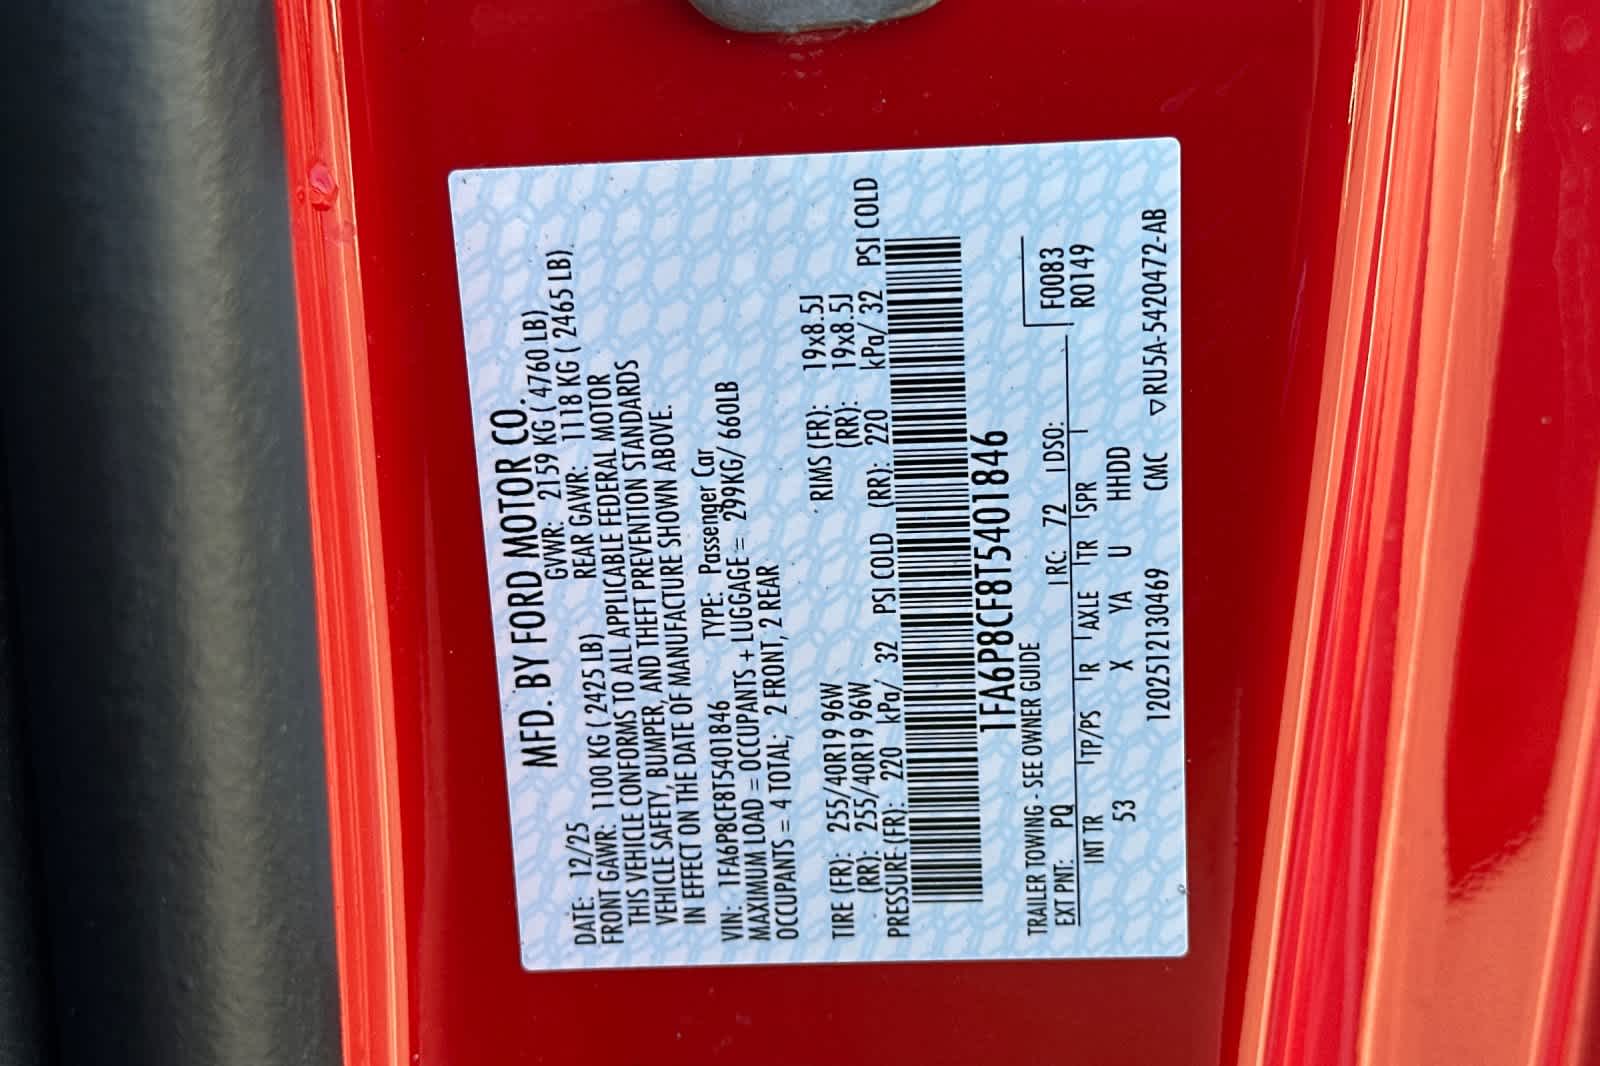 MFD. BY FORD MOTOR CO.
DATE: 12/25 GVWR: 2159 KG ( 4760 LB)
FRONT GAWR: 1100 KG ( 2425 LB) REAR GAWR: 1118 KG ( 2465 LB)
THIS VEHICLE CONFORMS TO ALL APPLICABLE FEDERAL MOTOR
VEHICLE SAFETY, BUMPER, AND THEFT PREVENTION STANDARDS
IN EFFECT ON THE DATE OF MANUFACTURE SHOWN ABOVE.
VIN: 1FA6P8CF8T5401846 TYPE: Passenger Car
MAXIMUM LOAD = OCCUPANTS + LUGGAGE = 299KG/ 660LB
OCCUPANTS = 4 TOTAL; 2 FRONT, 2 REAR
TIRE (FR): 255/40R19 96W RIMS (FR): 19x8.5J
(RR): 255/40R19 96W (RR): 19x8.5J
PRESSURE (FR): 220 kPa/ 32 PSI COLD (RR): 220 kPa/ 32 PSI COLD
1FA6P8CF8T5401846
TRAILER TOWING - SEE OWNER GUIDE F0083
EXT PNT: PQ RC: 72 DSO: R0149
INT TR TP/PS R AXLE TR SPR
53 X YA U HHDD
1202512130469 CMC ▽RU5A-5420472-AB